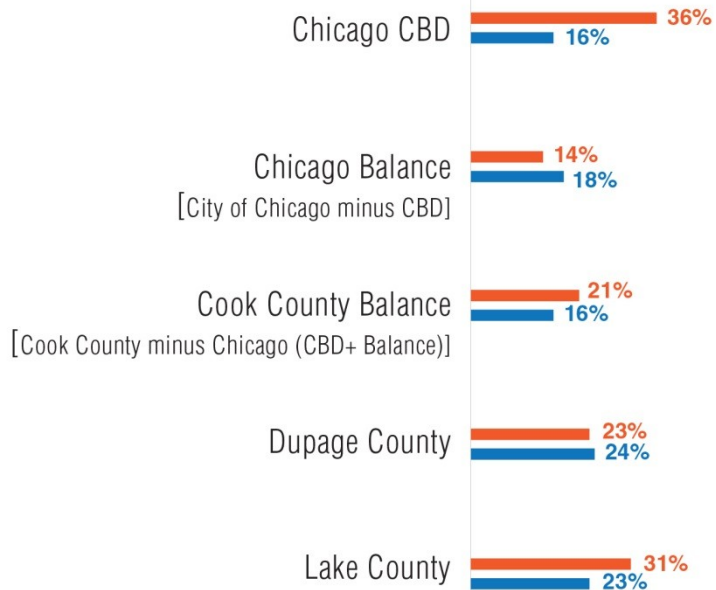 Chicago CBD
36%
16%
Chicago Balance
[City of Chicago minus CBD]
14%
18%
Cook County Balance
[Cook County minus Chicago (CBD+ Balance)]
21%
16%
Dupage County
23%
24%
Lake County
31%
23%